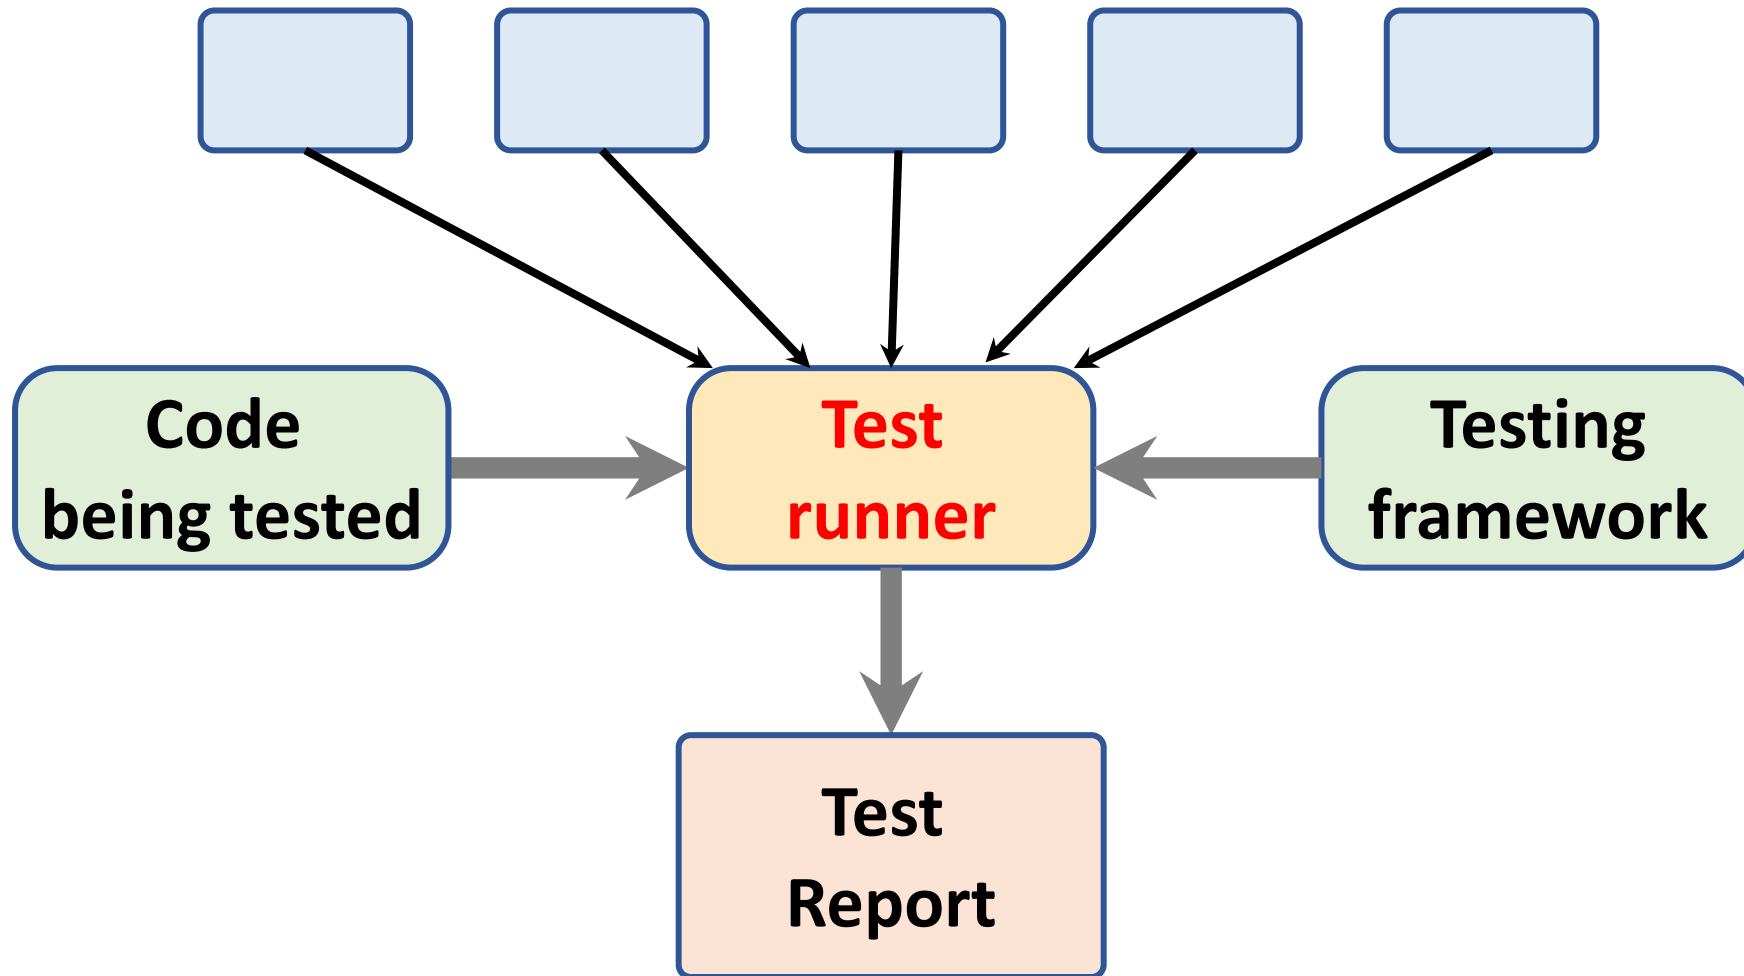 Code
being tested
Test
runner
Testing
framework
Test
Report